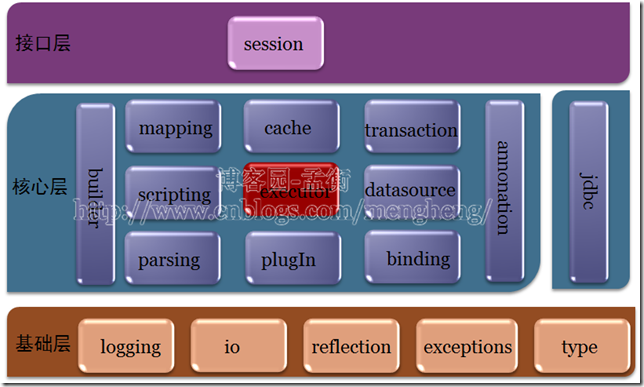 接口层
session
核心层
builder
mapping
cache
transaction
annonation
jdbc
scripting
executor
datasource
博客园-孟衡
http://www.cnblogs.com/mengheng/
parsing
plugIn
binding
基础层
logging
io
reflection
exceptions
type